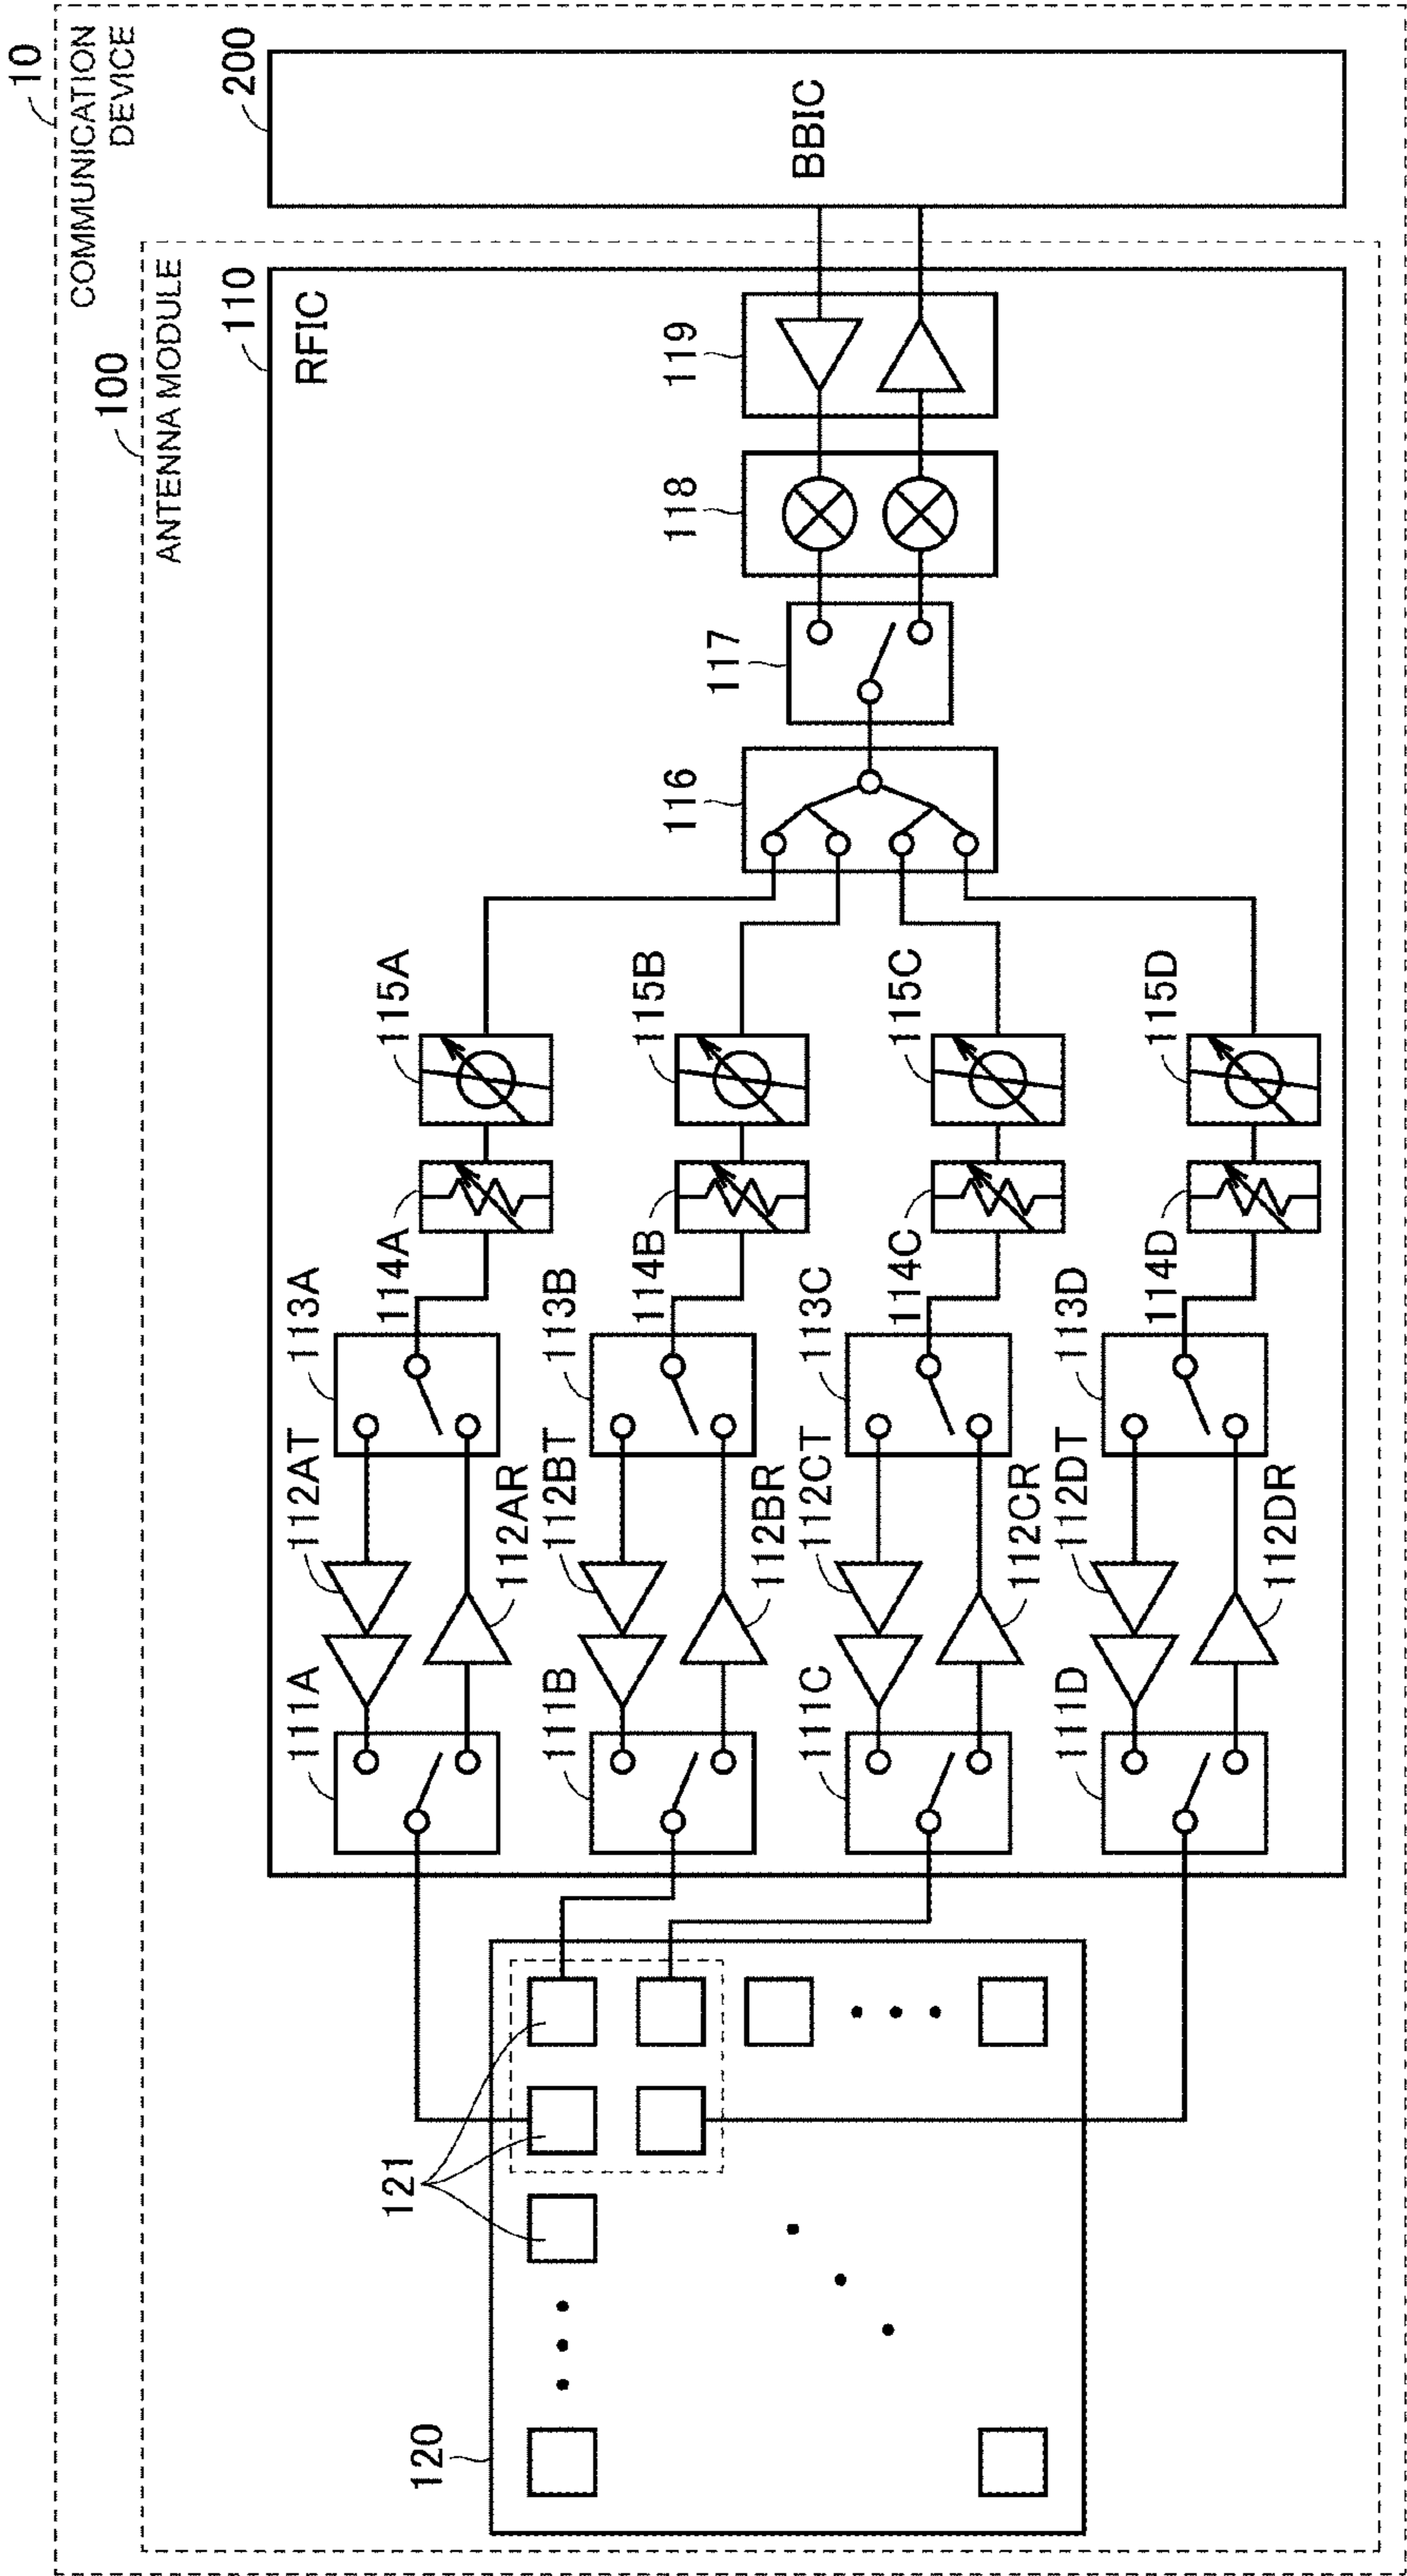 10
COMMUNICATION
DEVICE
100
ANTENNA MODULE
200
BBIC
110
RFIC
119
118
117
116
115A
115B
115C
115D
114A
114B
114C
114D
113A
113B
113C
113D
112AT
112BT
112CT
112DT
112AR
112BR
112CR
112DR
111A
111B
111C
111D
121
120